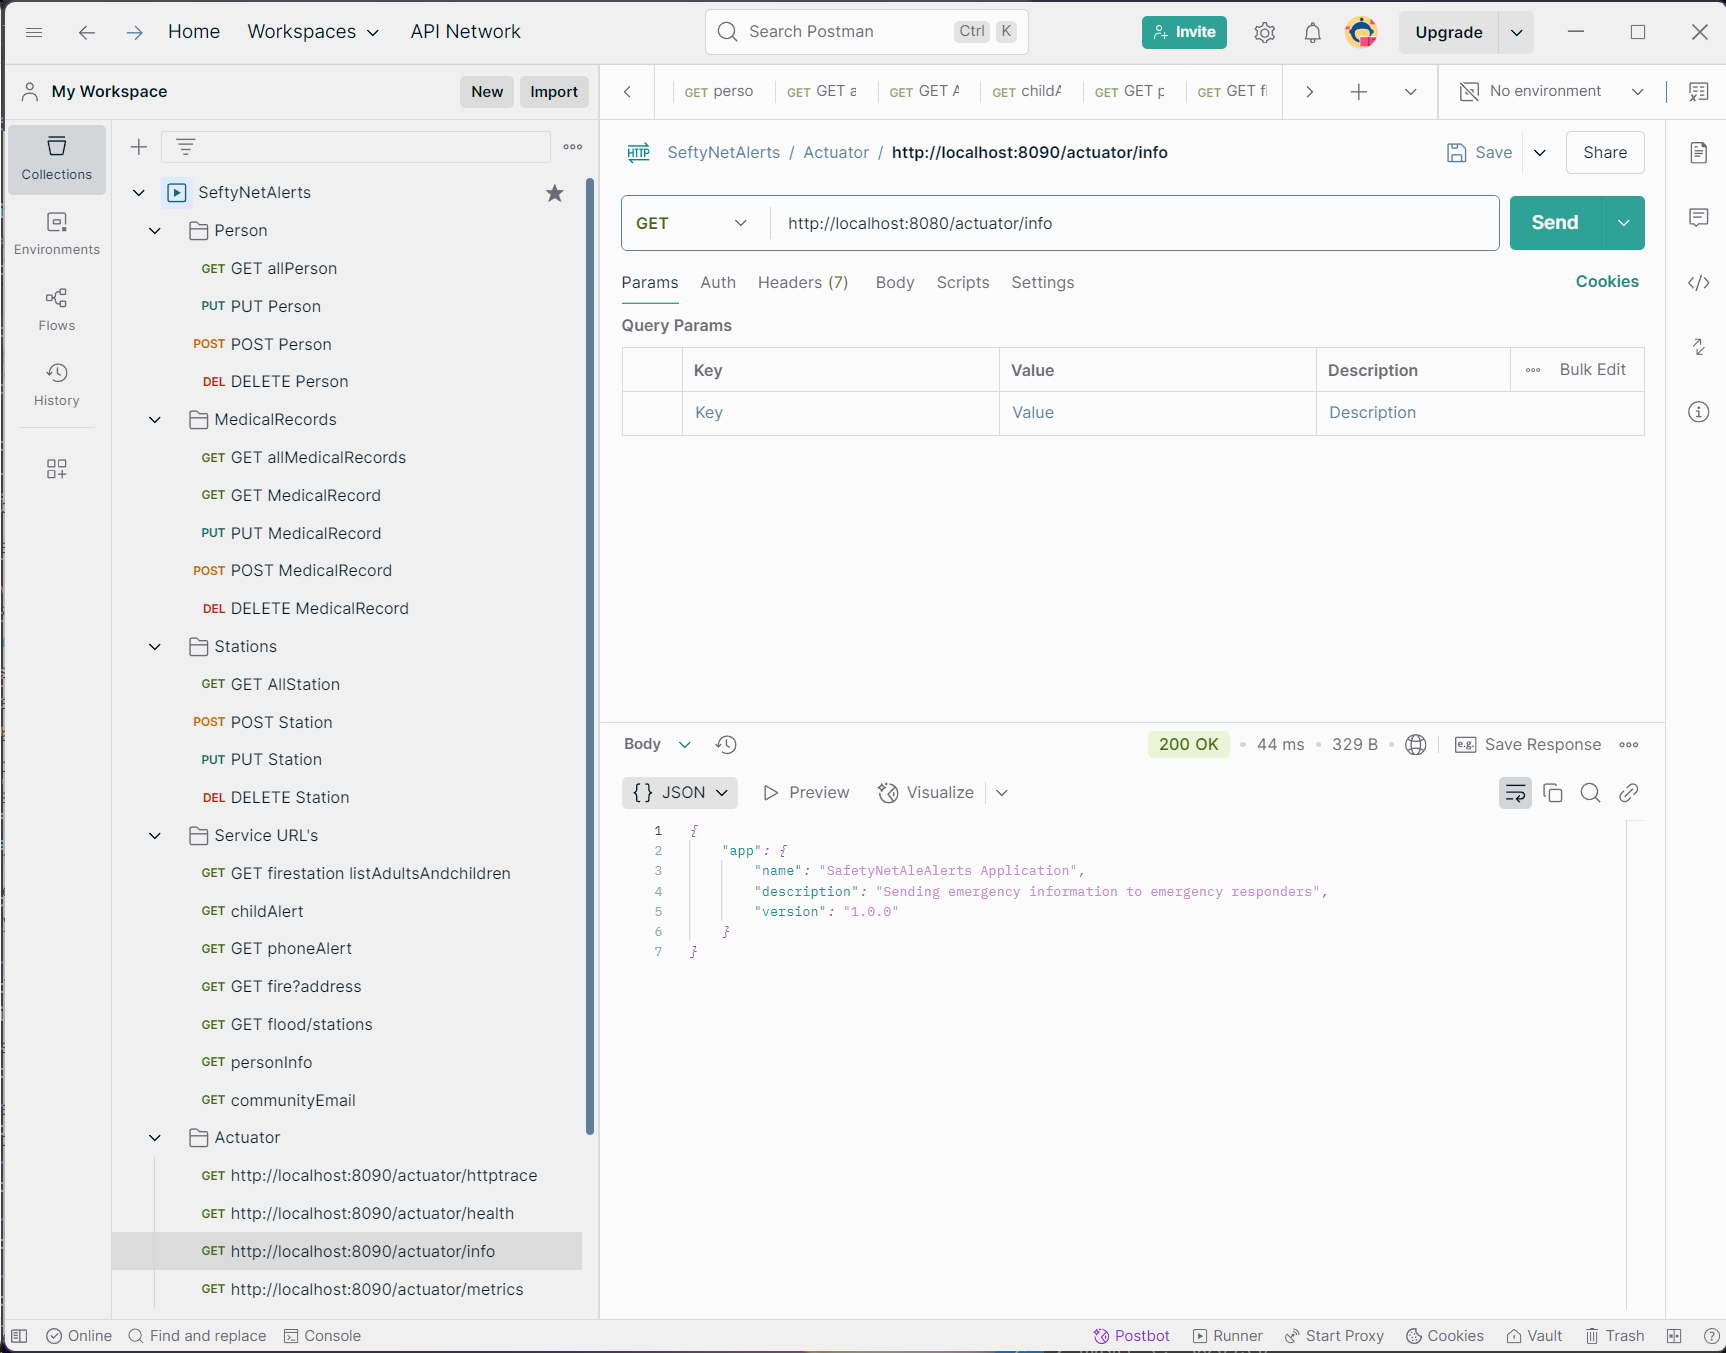 Home
Workspaces
API Network
Search Postman
Ctrl K
Invite
Upgrade
My Workspace
New
Import
GET perso
GET GET a
GET GET A
GET childA
GET GET p
GET GET fi
No environment
Collections
Environments
Flows
History
SeftyNetAlerts
Person
GET GET allPerson
PUT PUT Person
POST POST Person
DEL DELETE Person
MedicalRecords
GET GET allMedicalRecords
GET GET MedicalRecord
PUT PUT MedicalRecord
POST POST MedicalRecord
DEL DELETE MedicalRecord
Stations
GET GET AllStation
POST POST Station
PUT PUT Station
DEL DELETE Station
Service URL's
GET GET firestation listAdultsAndchildren
GET childAlert
GET GET phoneAlert
GET GET fire?address
GET GET flood/stations
GET personInfo
GET communityEmail
Actuator
GET http://localhost:8090/actuator/httptrace
GET http://localhost:8090/actuator/health
GET http://localhost:8090/actuator/info
GET http://localhost:8090/actuator/metrics
HTTP SeftyNetAlerts / Actuator / http://localhost:8090/actuator/info
Save
Share
GET http://localhost:8080/actuator/info
Send
Params Auth Headers (7) Body Scripts Settings
Cookies
Query Params
Key Value Description Bulk Edit
Key Value Description
Body
200 OK • 44 ms • 329 B •
e.g. Save Response
{} JSON
Preview
Visualize
1 {
2 "app": {
3 "name": "SafetyNetAleAlerts Application",
4 "description": "Sending emergency information to emergency responders",
5 "version": "1.0.0"
6 }
7 }
Online
Find and replace
Console
Postbot
Runner
Start Proxy
Cookies
Vault
Trash